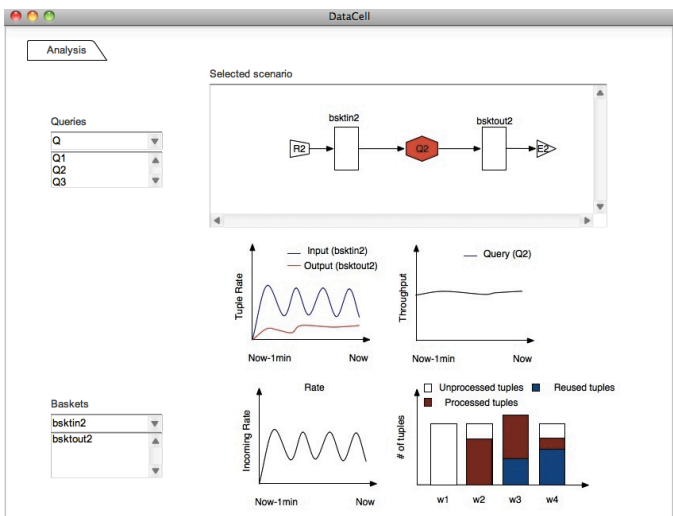 DataCell
Analysis
Selected scenario
Queries
Q
Q1
Q2
Q3
bsktin2
bsktout2
R2
Q2
E2
Input (bsktin2)
Output (bsktout2)
Tuple Rate
Now-1min
Now
Query (Q2)
Throughput
Now-1min
Now
Baskets
bsktin2
bsktout2
Rate
Incoming Rate
Now-1min
Now
Unprocessed tuples
Reused tuples
Processed tuples
# of tuples
w1
w2
w3
w4